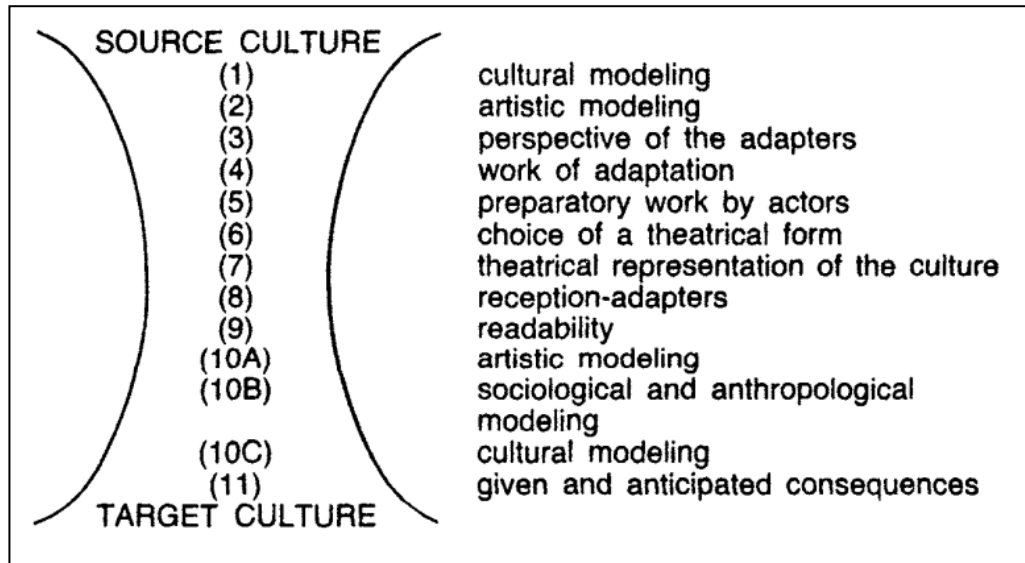 SOURCE CULTURE
(1) cultural modeling
(2) artistic modeling
(3) perspective of the adapters
(4) work of adaptation
(5) preparatory work by actors
(6) choice of a theatrical form
(7) theatrical representation of the culture
(8) reception-adapters
(9) readability
(10A) artistic modeling
(10B) sociological and anthropological
modeling
(10C) cultural modeling
(11) given and anticipated consequences
TARGET CULTURE